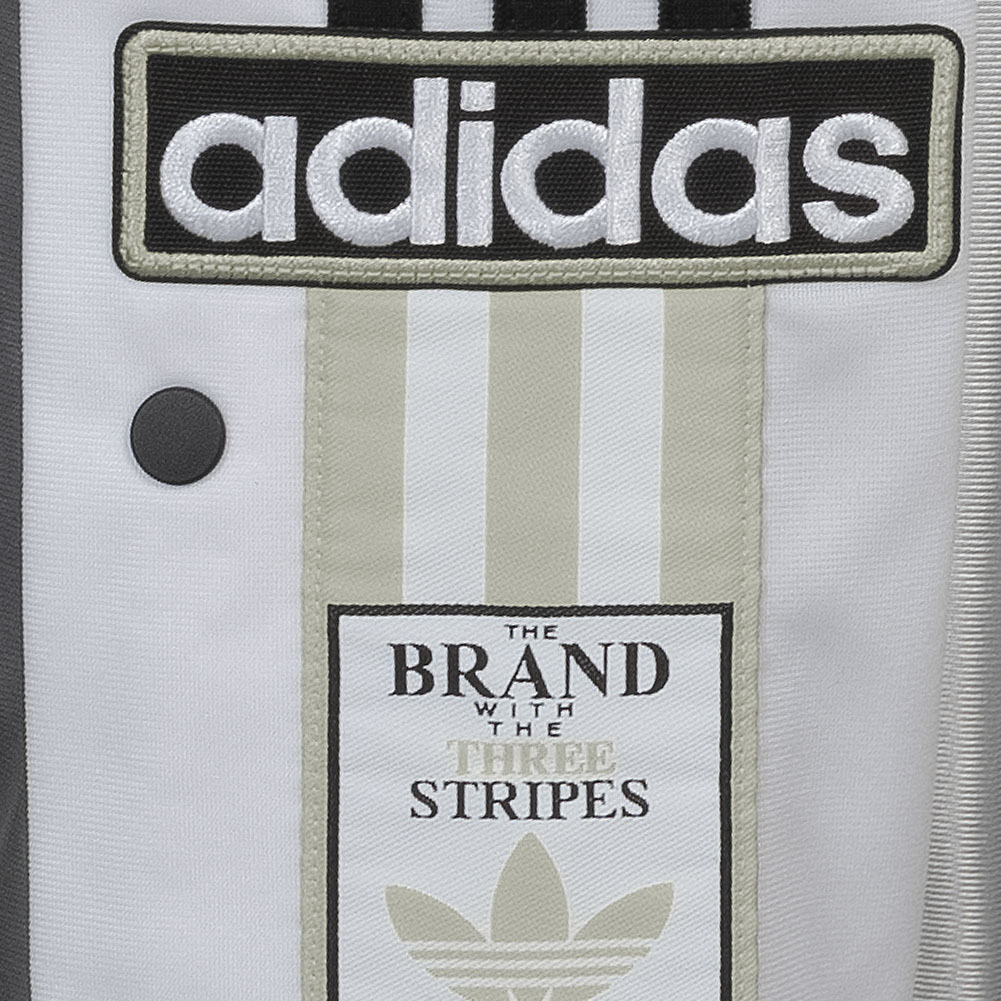 adidas
THE
BRAND
WITH
THE
THREE
STRIPES